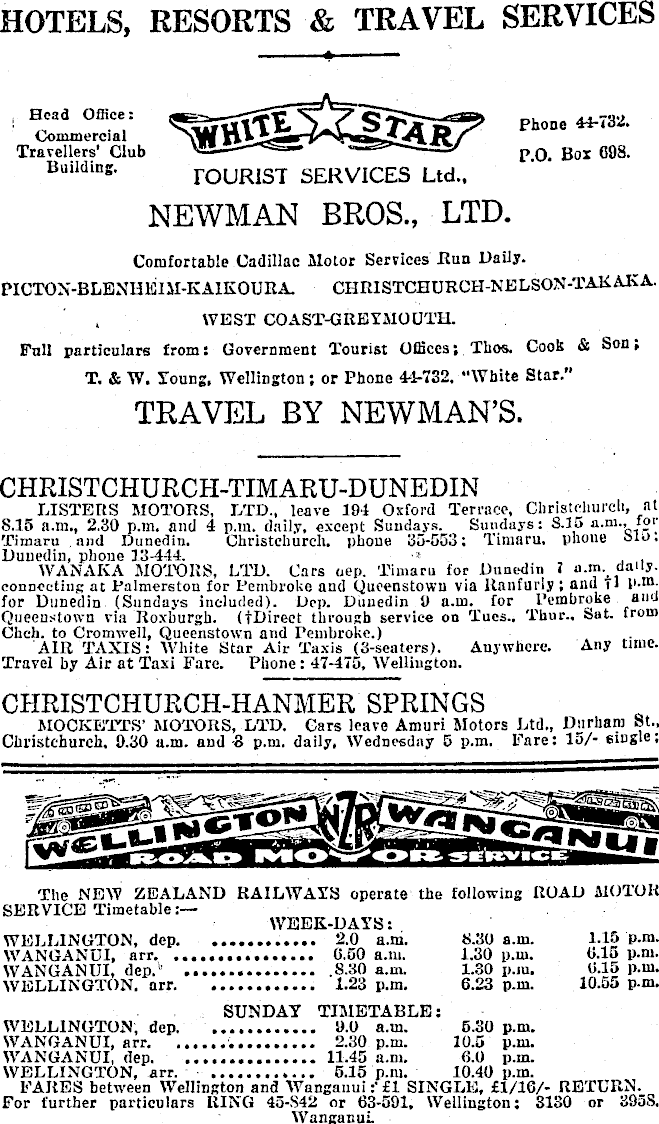 HOTELS, RESORTS & TRAVEL SERVICES
Head Office:
Commercial
Travellers' Club
Building.
WHITE STAR
Phone 44-732.
P.O. Box 698.
TOURIST SERVICES Ltd.,
NEWMAN BROS., LTD.
Comfortable Cadillac Motor Services Run Daily.
PICTON-BLENHEIM-KAIKOURA. CHRISTCHURCH-NELSON-TAKAKA.
WEST COAST-GREYMOUTH.
Full particulars from: Government Tourist Offices; Thos. Cook & Son;
T. & W. Young, Wellington; or Phone 44-732, "White Star."
TRAVEL BY NEWMAN'S.
CHRISTCHURCH-TIMARU-DUNEDIN
LISTERS MOTORS, LTD., leave 194 Oxford Terrace, Christchurch, at
8.15 a.m., 2.30 p.m. and 4 p.m. daily, except Sundays. Sundays: 8.15 a.m., for
Timaru and Dunedin. Christchurch, phone 35-553; Timaru, phone 815;
Dunedin, phone 13-444.
WANAKA MOTORS, LTD. Cars dep. Timaru for Dunedin 7 a.m. daily,
connecting at Palmerston for Pembroke and Queenstown via Ranfurly; and †1 p.m.
for Dunedin (Sundays included). Dep. Dunedin 9 a.m. for Pembroke and
Queenstown via Roxburgh. (†Direct through service on Tues., Thur., Sat. from
Chch. to Cromwell, Queenstown and Pembroke.)
AIR TAXIS: White Star Air Taxis (3-seaters). Anywhere. Any time.
Travel by Air at Taxi Fare. Phone: 47-475, Wellington.
CHRISTCHURCH-HANMER SPRINGS
MOCKETTS' MOTORS, LTD. Cars leave Amuri Motors Ltd., Durham St.,
Christchurch, 9.30 a.m. and 3 p.m. daily, Wednesday 5 p.m. Fare: 15/- single;
WELLINGTON NZR WANGANUI
ROAD MOTOR SERVICE
The NEW ZEALAND RAILWAYS operate the following ROAD MOTOR
SERVICE Timetable:—
WEEK-DAYS:
WELLINGTON, dep. ............ 2.0 a.m. 8.30 a.m. 1.15 p.m.
WANGANUI, arr. ................ 6.50 a.m. 1.30 p.m. 6.15 p.m.
WANGANUI, dep. ............... 8.30 a.m. 1.30 p.m. 6.15 p.m.
WELLINGTON, arr. ............ 1.23 p.m. 6.23 p.m. 10.55 p.m.
SUNDAY TIMETABLE:
WELLINGTON, dep. ............ 9.0 a.m. 5.30 p.m.
WANGANUI, arr. ................ 2.30 p.m. 10.5 p.m.
WANGANUI, dep. ............... 11.45 a.m. 6.0 p.m.
WELLINGTON, arr. ............ 5.15 p.m. 10.40 p.m.
FARES between Wellington and Wanganui: £1 SINGLE, £1/16/- RETURN.
For further particulars RING 45-842 or 63-591, Wellington; 3130 or 3958,
Wanganui.